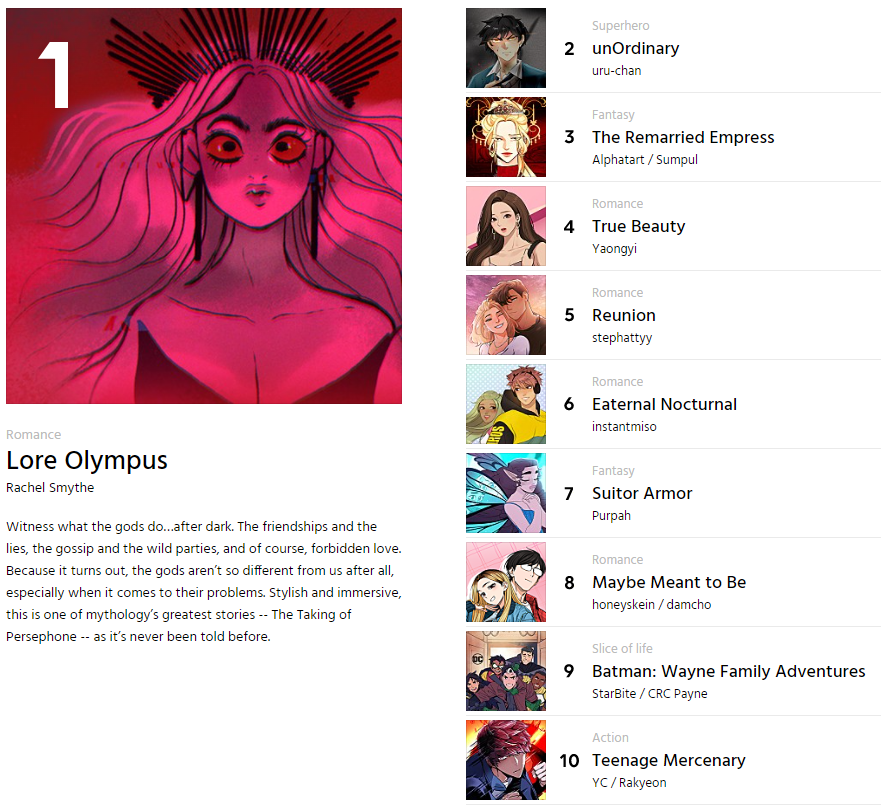 1
Romance
Lore Olympus
Rachel Smythe
Witness what the gods do...after dark. The friendships and the
lies, the gossip and the wild parties, and of course, forbidden love.
Because it turns out, the gods aren't so different from us after all,
especially when it comes to their problems. Stylish and immersive,
this is one of mythology's greatest stories -- The Taking of
Persephone -- as it's never been told before.
Superhero
2 unOrdinary
uru-chan
Fantasy
3 The Remarried Empress
Alphatart / Sumpul
Romance
4 True Beauty
Yaongyi
Romance
5 Reunion
stephattyy
Romance
6 Eaternal Nocturnal
instantmiso
Fantasy
7 Suitor Armor
Purpah
Romance
8 Maybe Meant to Be
honeyskein / damcho
Slice of life
DC
9 Batman: Wayne Family Adventures
StarBite / CRC Payne
Action
10 Teenage Mercenary
YC / Rakyeon